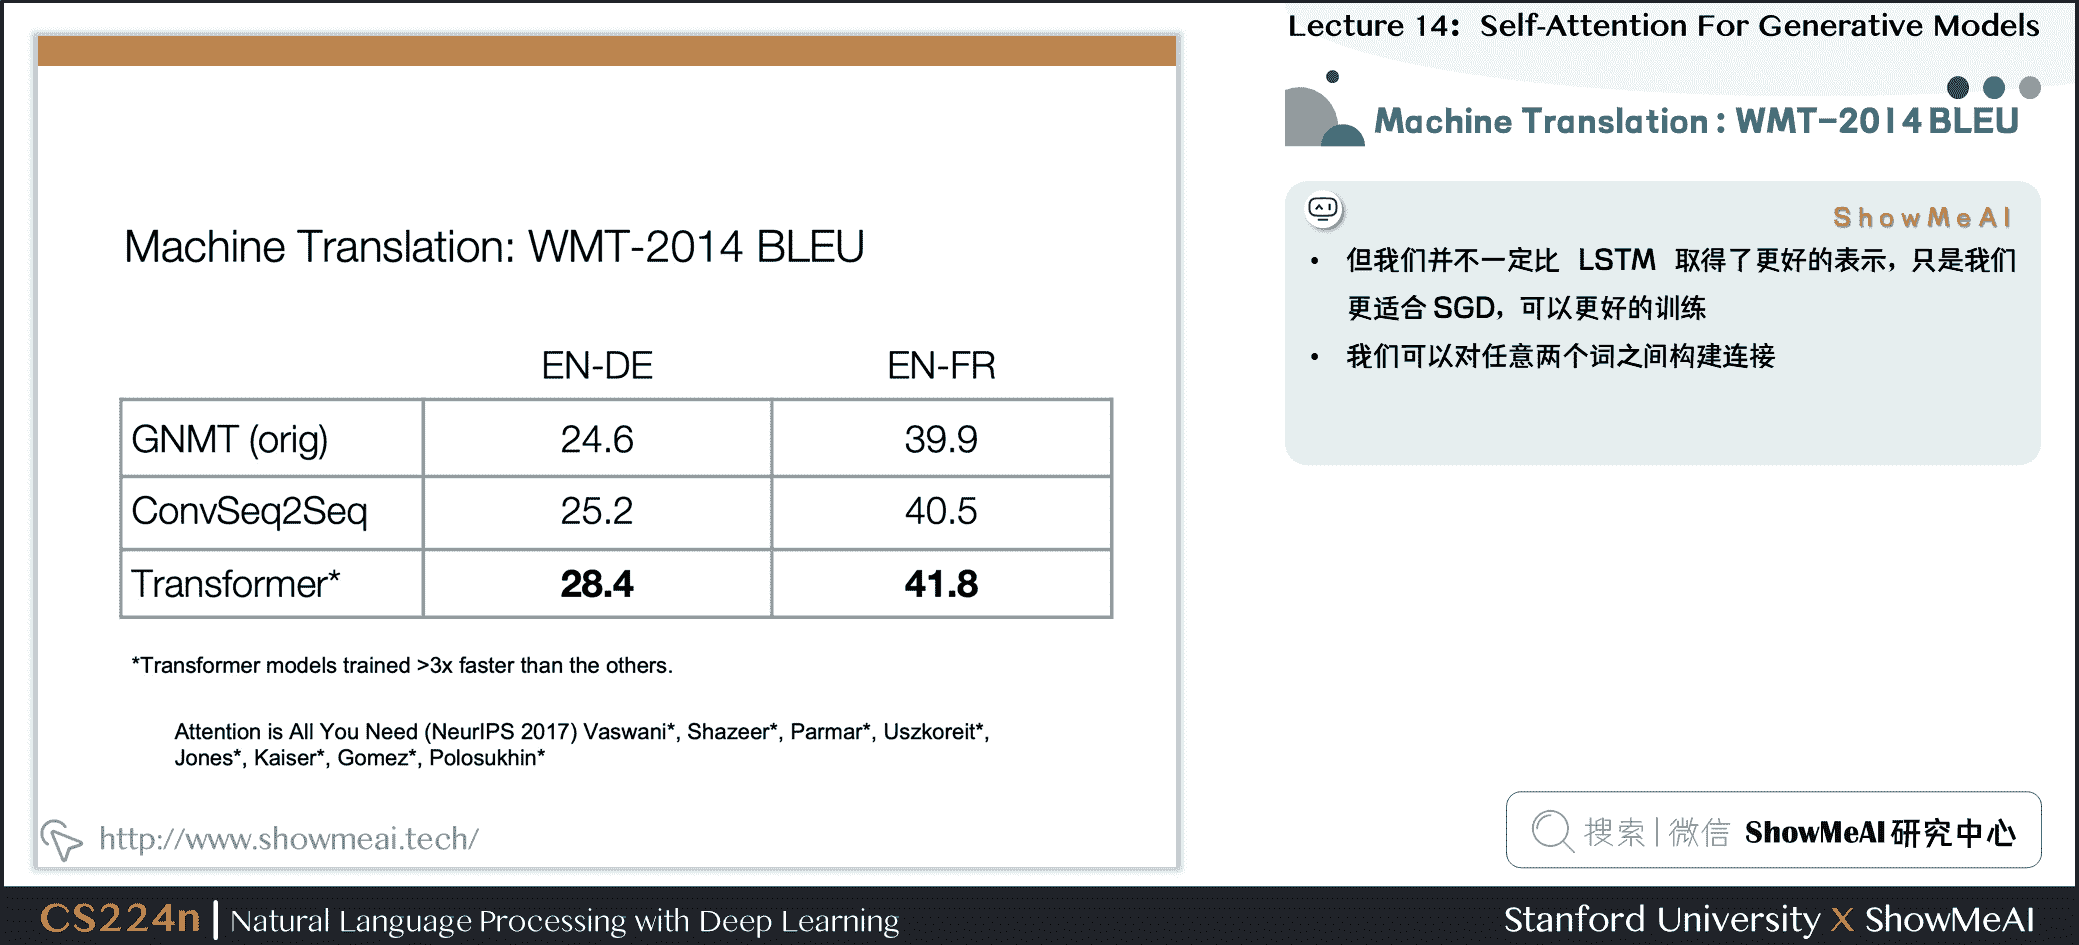 Lecture 14: Self-Attention For Generative Models
Machine Translation: WMT-2014 BLEU
Machine Translation: WMT-2014 BLEU
EN-DE EN-FR
GNMT (orig) 24.6 39.9
ConvSeq2Seq 25.2 40.5
Transformer* 28.4 41.8
*Transformer models trained >3x faster than the others.
Attention is All You Need (NeurIPS 2017) Vaswani*, Shazeer*, Parmar*, Uszkoreit*,
Jones*, Kaiser*, Gomez*, Polosukhin*
http://www.showmeai.tech/
ShowMeAI
• 但我们并不一定比 LSTM 取得了更好的表示，只是我们
更适合 SGD，可以更好的训练
• 我们可以对任意两个词之间构建连接
搜索 | 微信 ShowMeAI 研究中心
CS224n | Natural Language Processing with Deep Learning
Stanford University X ShowMeAI